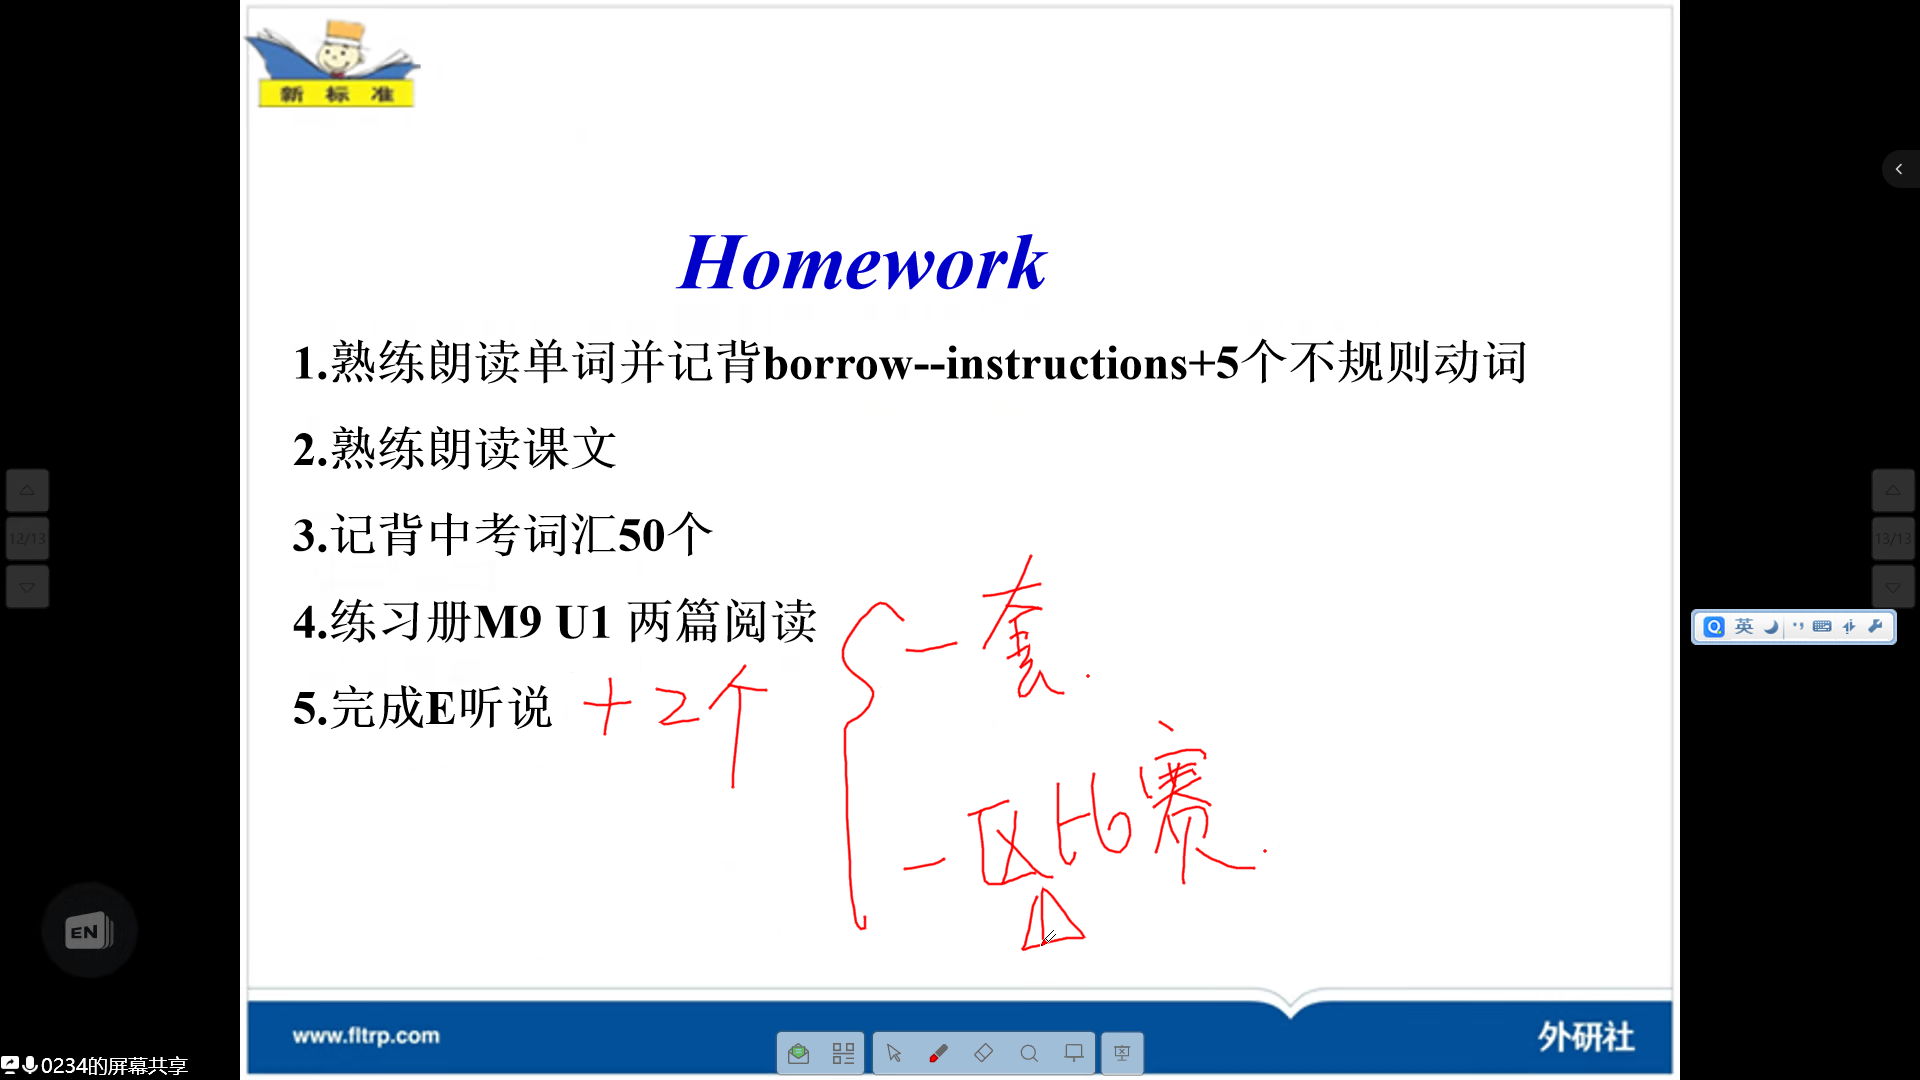 新 标 准
Homework
1.熟练朗读单词并记背borrow--instructions+5个不规则动词
2.熟练朗读课文
3.记背中考词汇50个
4.练习册M9 U1 两篇阅读
一套.
5.完成E听说 +2个
一区比赛.
12/13
13/13
英
EN
www.fltrp.com
外研社
0234的屏幕共享